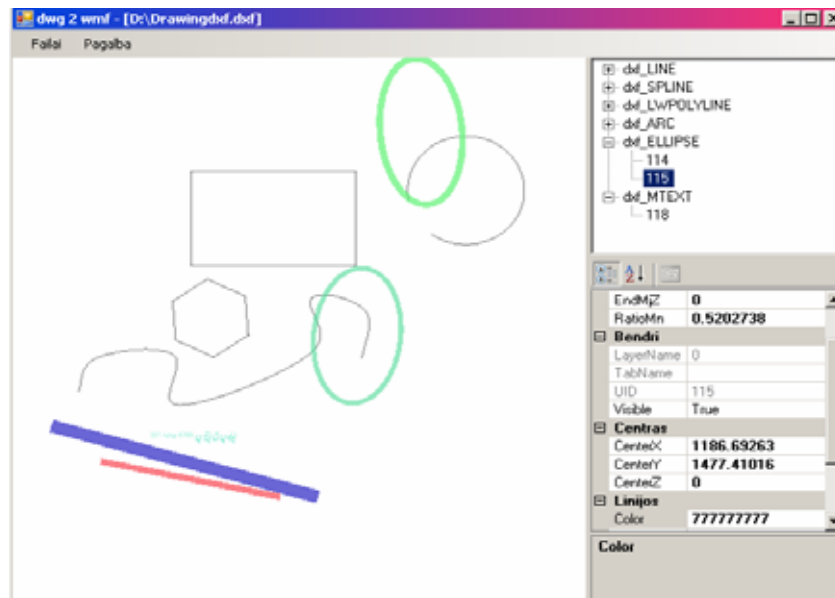 dwg 2 wmf - [D:\Drawingdxf.dxf]
Failai Pagalba
dxf_LINE
dxf_SPLINE
dxf_LWPOLYLINE
dxf_ARC
dxf_ELLIPSE
114
115
dxf_MTEXT
118
EndMjZ 0
RatioMn 0.5202738
Bendri
LayerName 0
TabName
UID 115
Visible True
Centras
CenterX 1186.69263
CenterY 1477.41016
CenterZ 0
Linijos
Color 777777777
Color